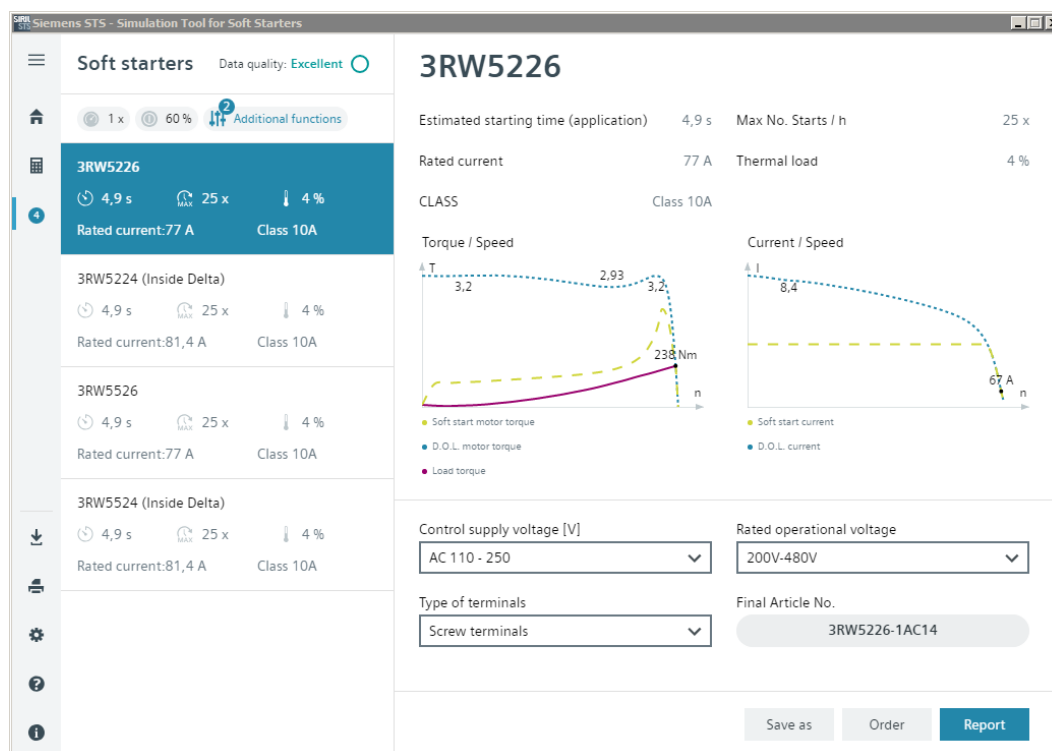 SIRIUS STS Siemens STS - Simulation Tool for Soft Starters
Soft starters Data quality: Excellent
1 x 60 % 2 Additional functions
4
3RW5226
4,9 s MAX 25 x 4 %
Rated current:77 A Class 10A
3RW5224 (Inside Delta)
4,9 s MAX 25 x 4 %
Rated current:81,4 A Class 10A
3RW5526
4,9 s MAX 25 x 4 %
Rated current:77 A Class 10A
3RW5524 (Inside Delta)
4,9 s MAX 25 x 4 %
Rated current:81,4 A Class 10A
3RW5226
Estimated starting time (application) 4,9 s Max No. Starts / h 25 x
Rated current 77 A Thermal load 4 %
CLASS Class 10A
Torque / Speed
T
3,2
2,93
3,2
238 Nm
n
Soft start motor torque
D.O.L. motor torque
Load torque
Current / Speed
I
8,4
67 A
n
Soft start current
D.O.L. current
Control supply voltage [V] Rated operational voltage
AC 110 - 250 200V-480V
Type of terminals Final Article No.
Screw terminals 3RW5226-1AC14
Save as Order Report